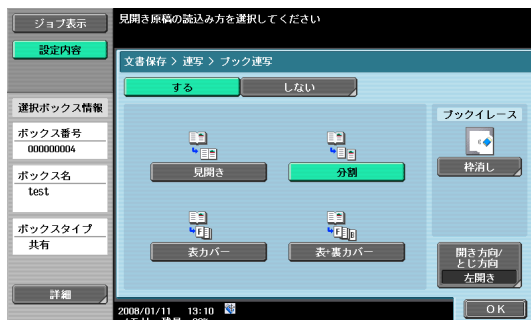 ジョブ表示
設定内容
見開き原稿の読込み方を選択してください
文書保存 > 連写 > ブック連写
する
しない
選択ボックス情報
ボックス番号
000000004
ボックス名
test
ボックスタイプ
共有
詳細
見開き
分割
表カバー
表+裏カバー
ブックイレース
枠消し
開き方向/
とじ方向
左開き
OK
2008/01/11 13:10